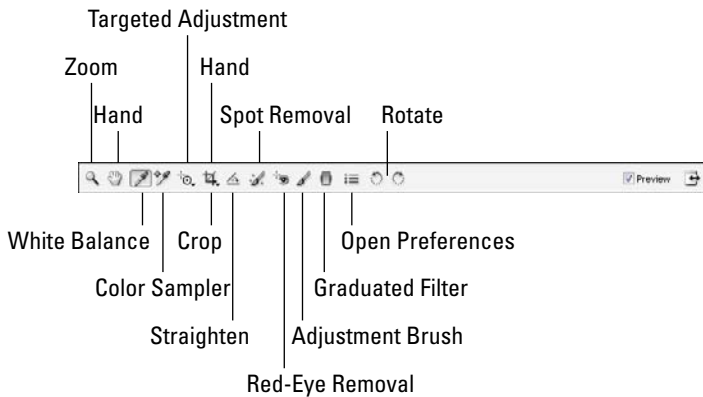 Targeted Adjustment
Zoom
Hand
Hand
Spot Removal
Rotate
Preview
White Balance
Crop
Open Preferences
Color Sampler
Graduated Filter
Straighten
Adjustment Brush
Red-Eye Removal